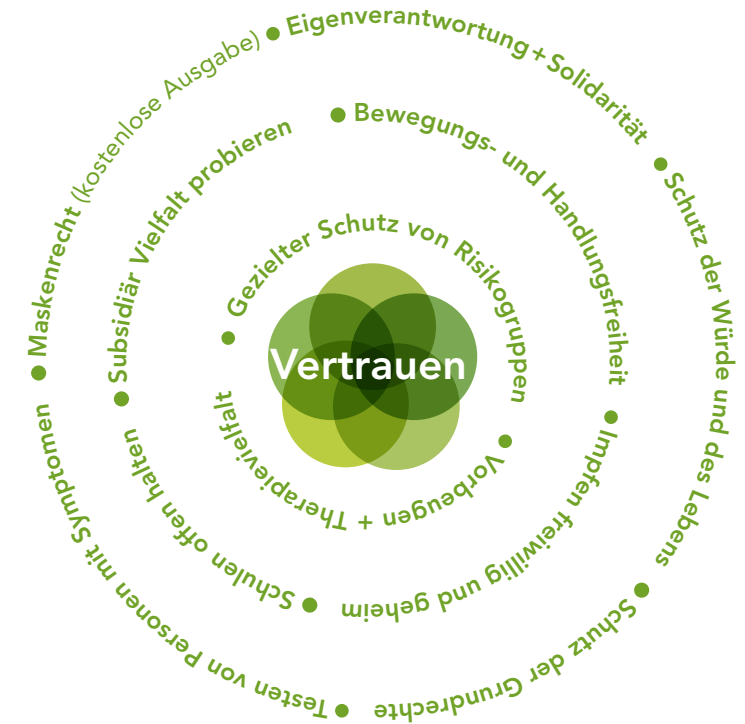 Vertrauen
● Gezielter Schutz von Risikogruppen
● Vorbeugen + Therapievielfalt
● Bewegungs- und Handlungsfreiheit
● Impfen freiwillig und geheim
● Schulen offen halten
● Subsidiär Vielfalt probieren
● Eigenverantwortung+Solidarität
● Schutz der Würde und des Lebens
● Schutz der Grundrechte
● Testen von Personen mit Symptomen
● Maskenrecht (kostenlose Ausgabe)